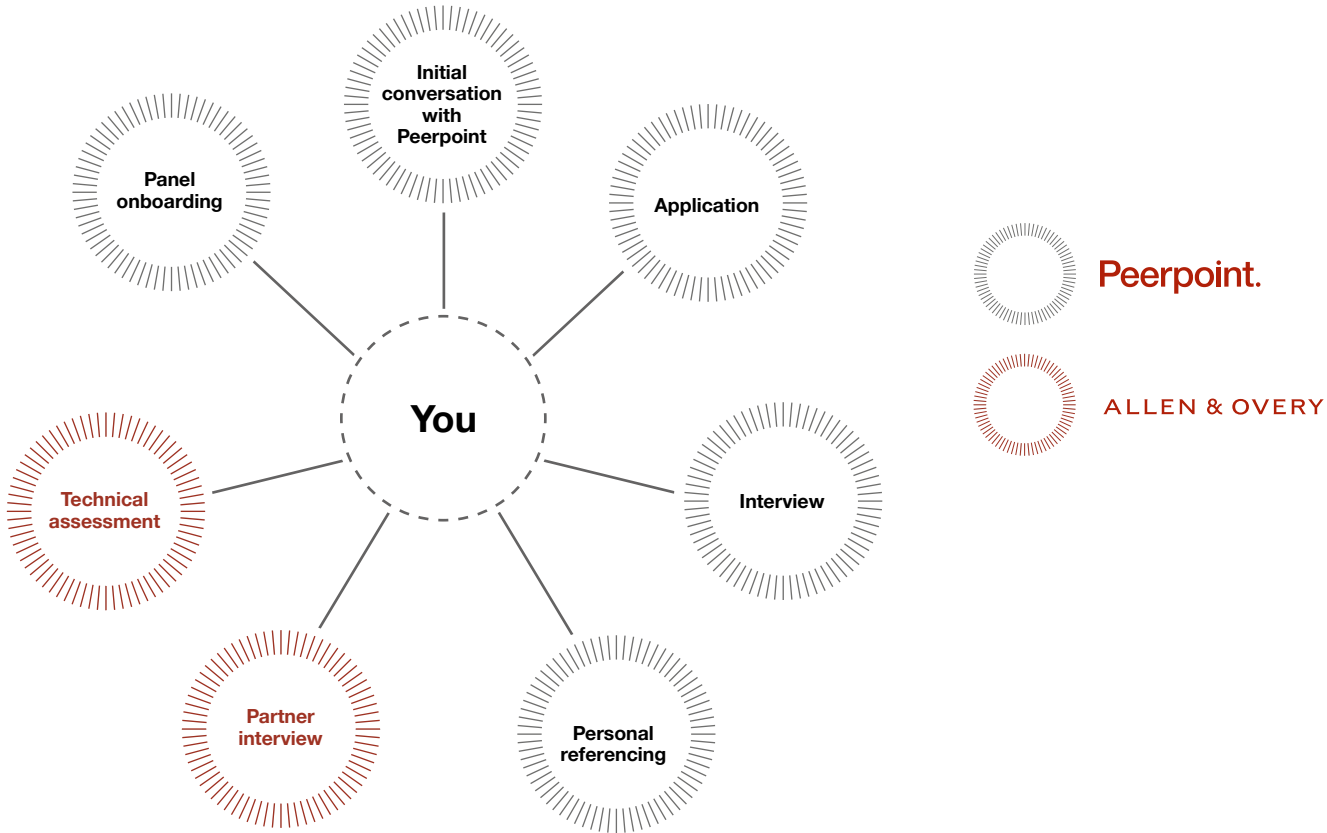 Initial
conversation
with
Peerpoint
Panel
onboarding
Application
Peerpoint.
ALLEN & OVERY
You
Technical
assessment
Interview
Partner
interview
Personal
referencing